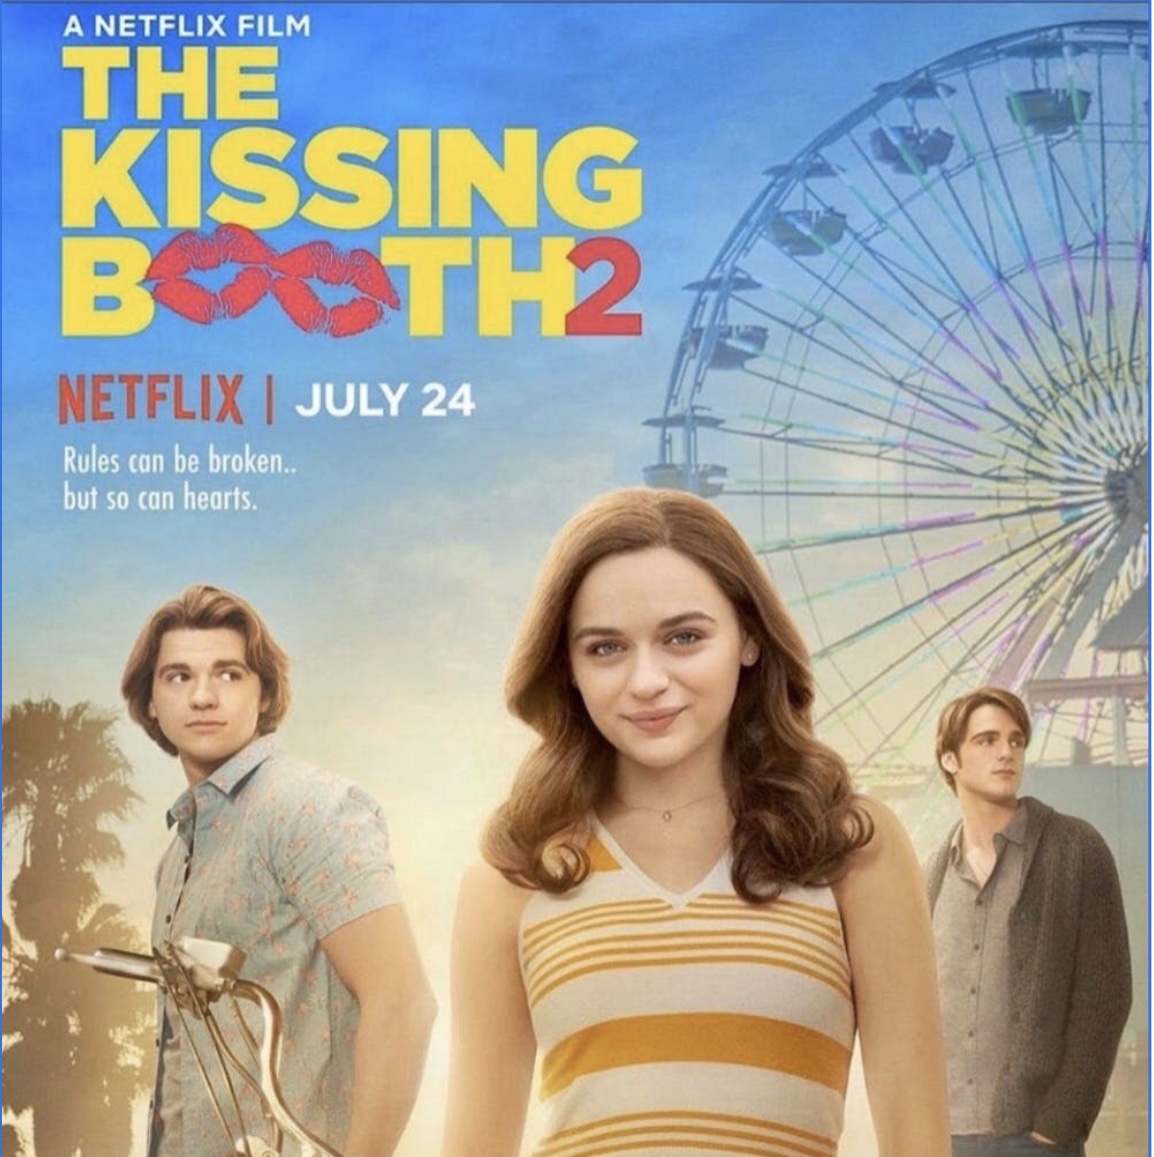 A NETFLIX FILM
THE
KISSING
BOOTH2
NETFLIX | JULY 24
Rules can be broken..
but so can hearts.